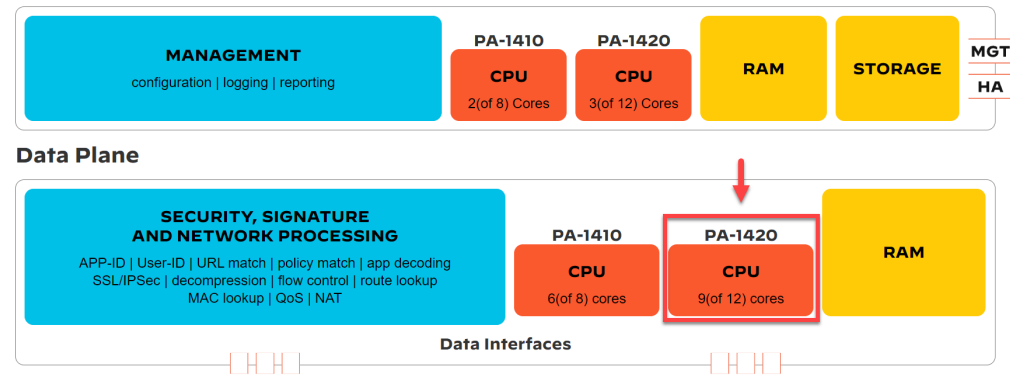 MANAGEMENT
configuration | logging | reporting
PA-1410
CPU
2(of 8) Cores
PA-1420
CPU
3(of 12) Cores
RAM
STORAGE
MGT
HA
Data Plane
SECURITY, SIGNATURE
AND NETWORK PROCESSING
APP-ID | User-ID | URL match | policy match | app decoding
SSL/IPSec | decompression | flow control | route lookup
MAC lookup | QoS | NAT
PA-1410
CPU
6(of 8) cores
PA-1420
CPU
9(of 12) cores
RAM
Data Interfaces